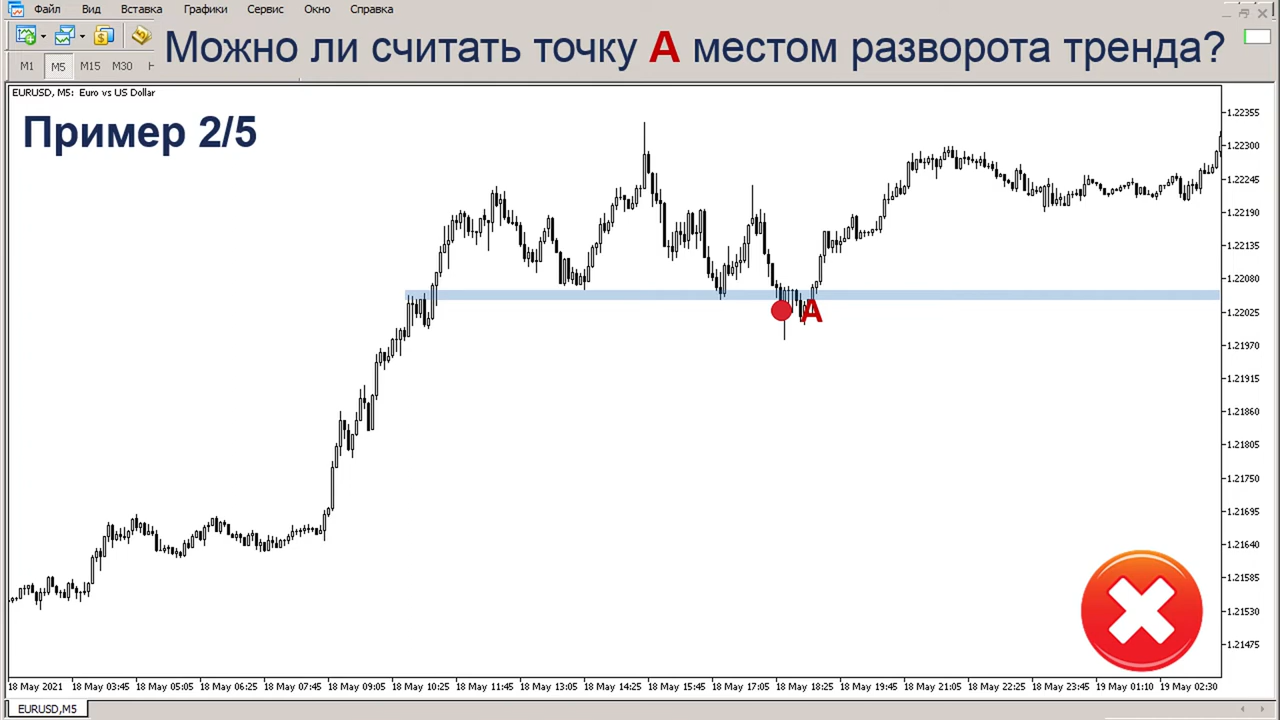 Файл Вид Вставка Графики Сервис Окно Справка
Можно ли считать точку А местом разворота тренда?
M1 M5 M15 M30
EURUSD, M5: Euro vs US Dollar
Пример 2/5
1.22355
1.22300
1.22245
1.22190
1.22135
1.22080
1.22025
1.21970
1.21915
1.21860
1.21805
1.21750
1.21695
1.21640
1.21585
1.21530
1.21475
А
18 May 2021 18 May 03:45 18 May 05:05 18 May 06:25 18 May 07:45 18 May 09:05 18 May 10:25 18 May 11:45 18 May 13:05 18 May 14:25 18 May 15:45 18 May 17:05 18 May 18:25 18 May 19:45 18 May 21:05 18 May 22:25 18 May 23:45 19 May 01:10 19 May 02:30
EURUSD,M5